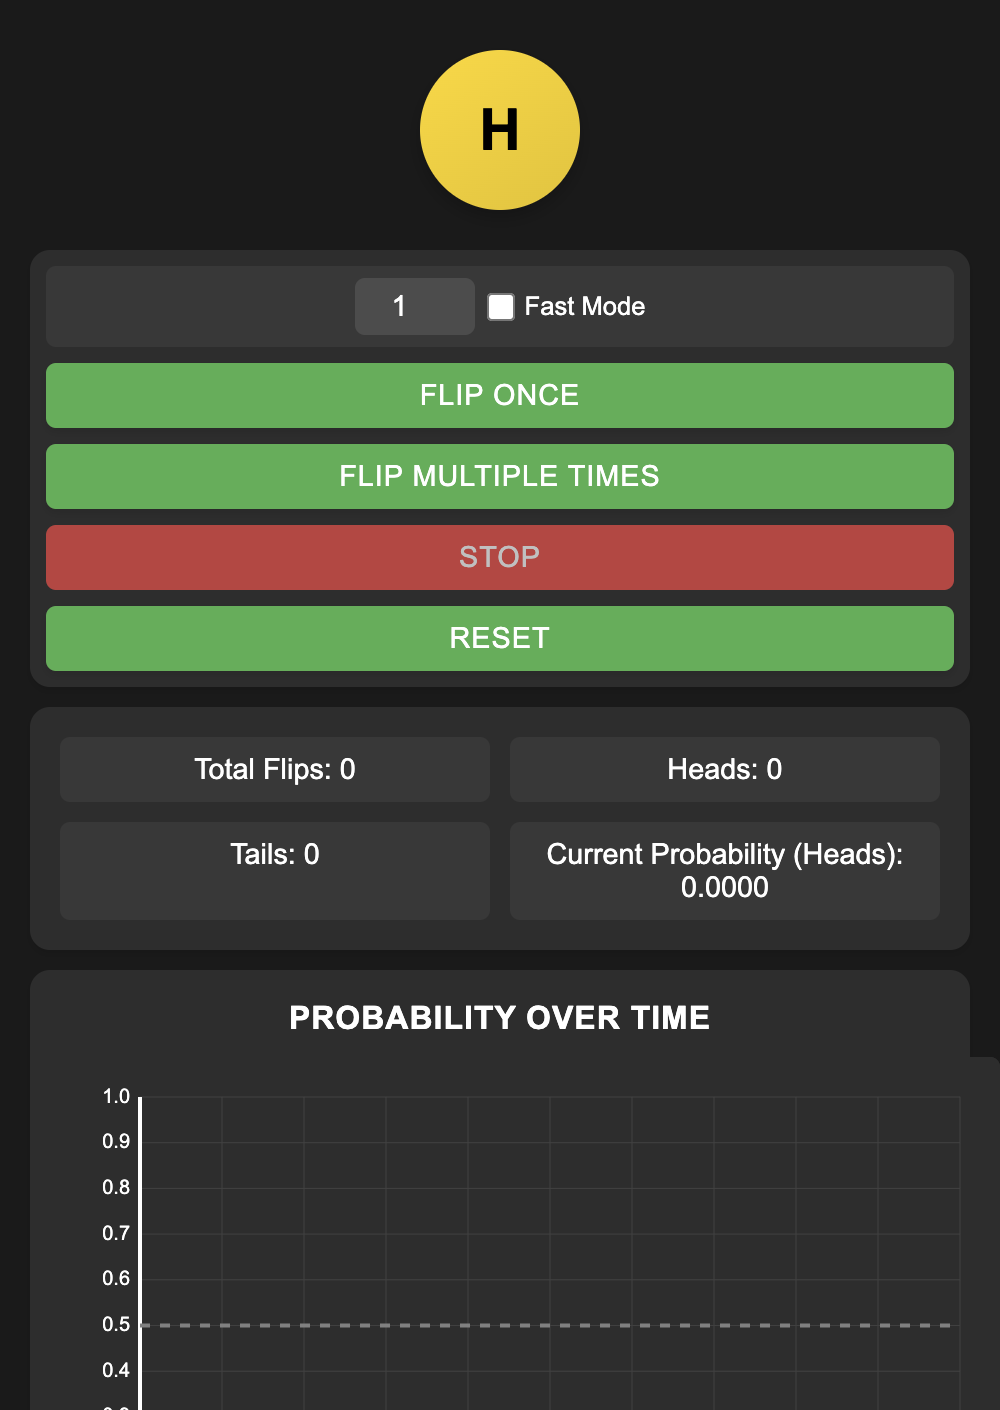 H
1
Fast Mode
FLIP ONCE
FLIP MULTIPLE TIMES
STOP
RESET
Total Flips: 0
Heads: 0
Tails: 0
Current Probability (Heads):
0.0000
PROBABILITY OVER TIME
1.0
0.9
0.8
0.7
0.6
0.5
0.4